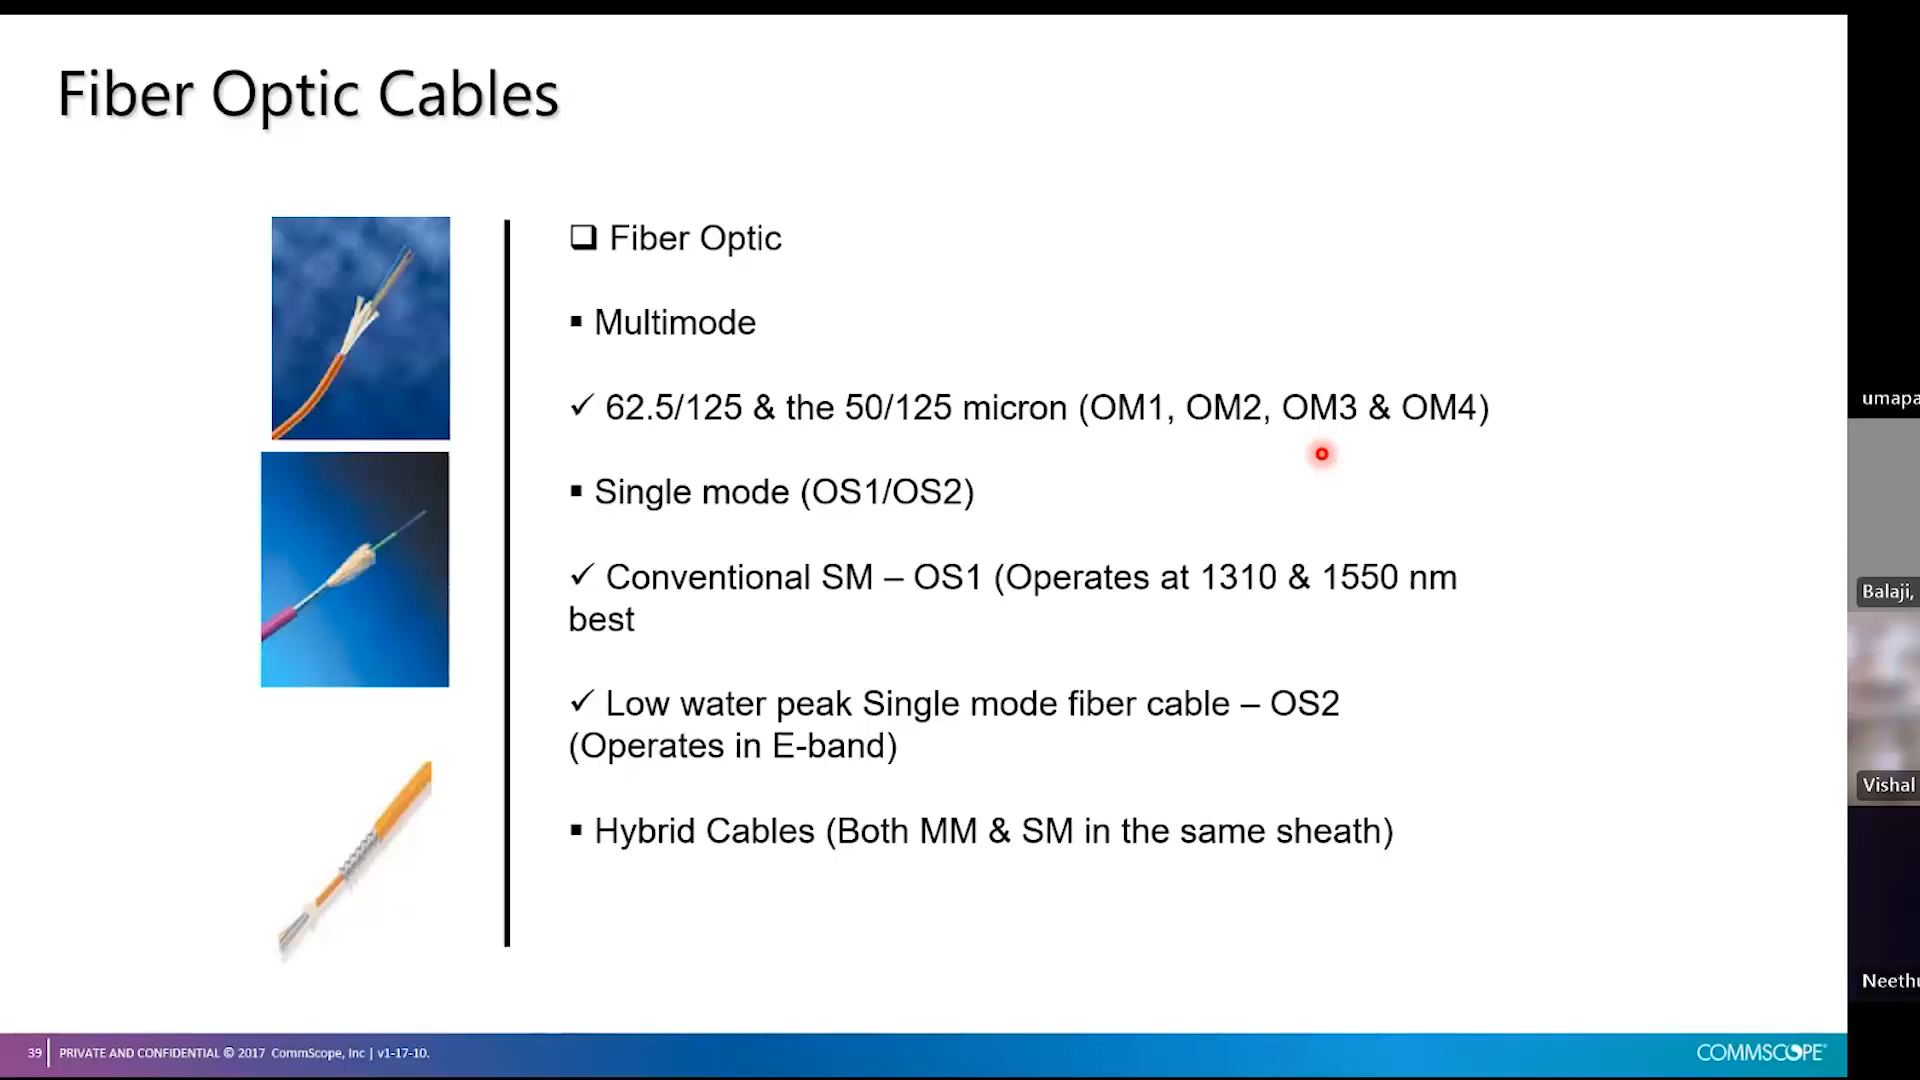 Fiber Optic Cables
❑ Fiber Optic
▪ Multimode
✓ 62.5/125 & the 50/125 micron (OM1, OM2, OM3 & OM4)
▪ Single mode (OS1/OS2)
✓ Conventional SM – OS1 (Operates at 1310 & 1550 nm
best
✓ Low water peak Single mode fiber cable – OS2
(Operates in E-band)
▪ Hybrid Cables (Both MM & SM in the same sheath)
umapa
Balaji,
Vishal
Neethu
39 | PRIVATE AND CONFIDENTIAL © 2017 CommScope, Inc | v1-17-10.
COMMSCOPE®